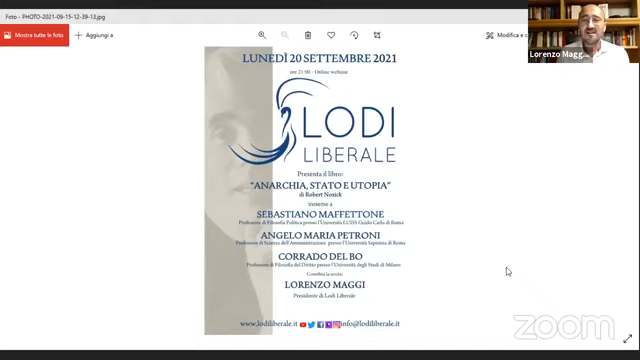 Foto - PHOTO-2021-09-15-12-39-13.jpg
Mostra tutte le foto
Aggiungi a
Modifica e
Lorenzo Magg...
LUNEDÌ 20 SETTEMBRE 2021
ore 21:00 - Online webinar
LODI
LIBERALE
Presenta il libro:
"ANARCHIA, STATO E UTOPIA"
di Robert Nozick
insieme a
SEBASTIANO MAFFETTONE
Professore di Filosofia Politica presso l'Università LUISS Guido Carlo di Roma
ANGELO MARIA PETRONI
Professore di Scienza dell'Amministrazione presso l'Università Sapienza di Roma
CORRADO DEL BO
Professore di Filosofia del Diritto presso l'Università degli Studi di Milano
Coordina la serata:
LORENZO MAGGI
Presidente di Lodi Liberale
www.lodiliberale.it info@lodiliberale.it
zoom